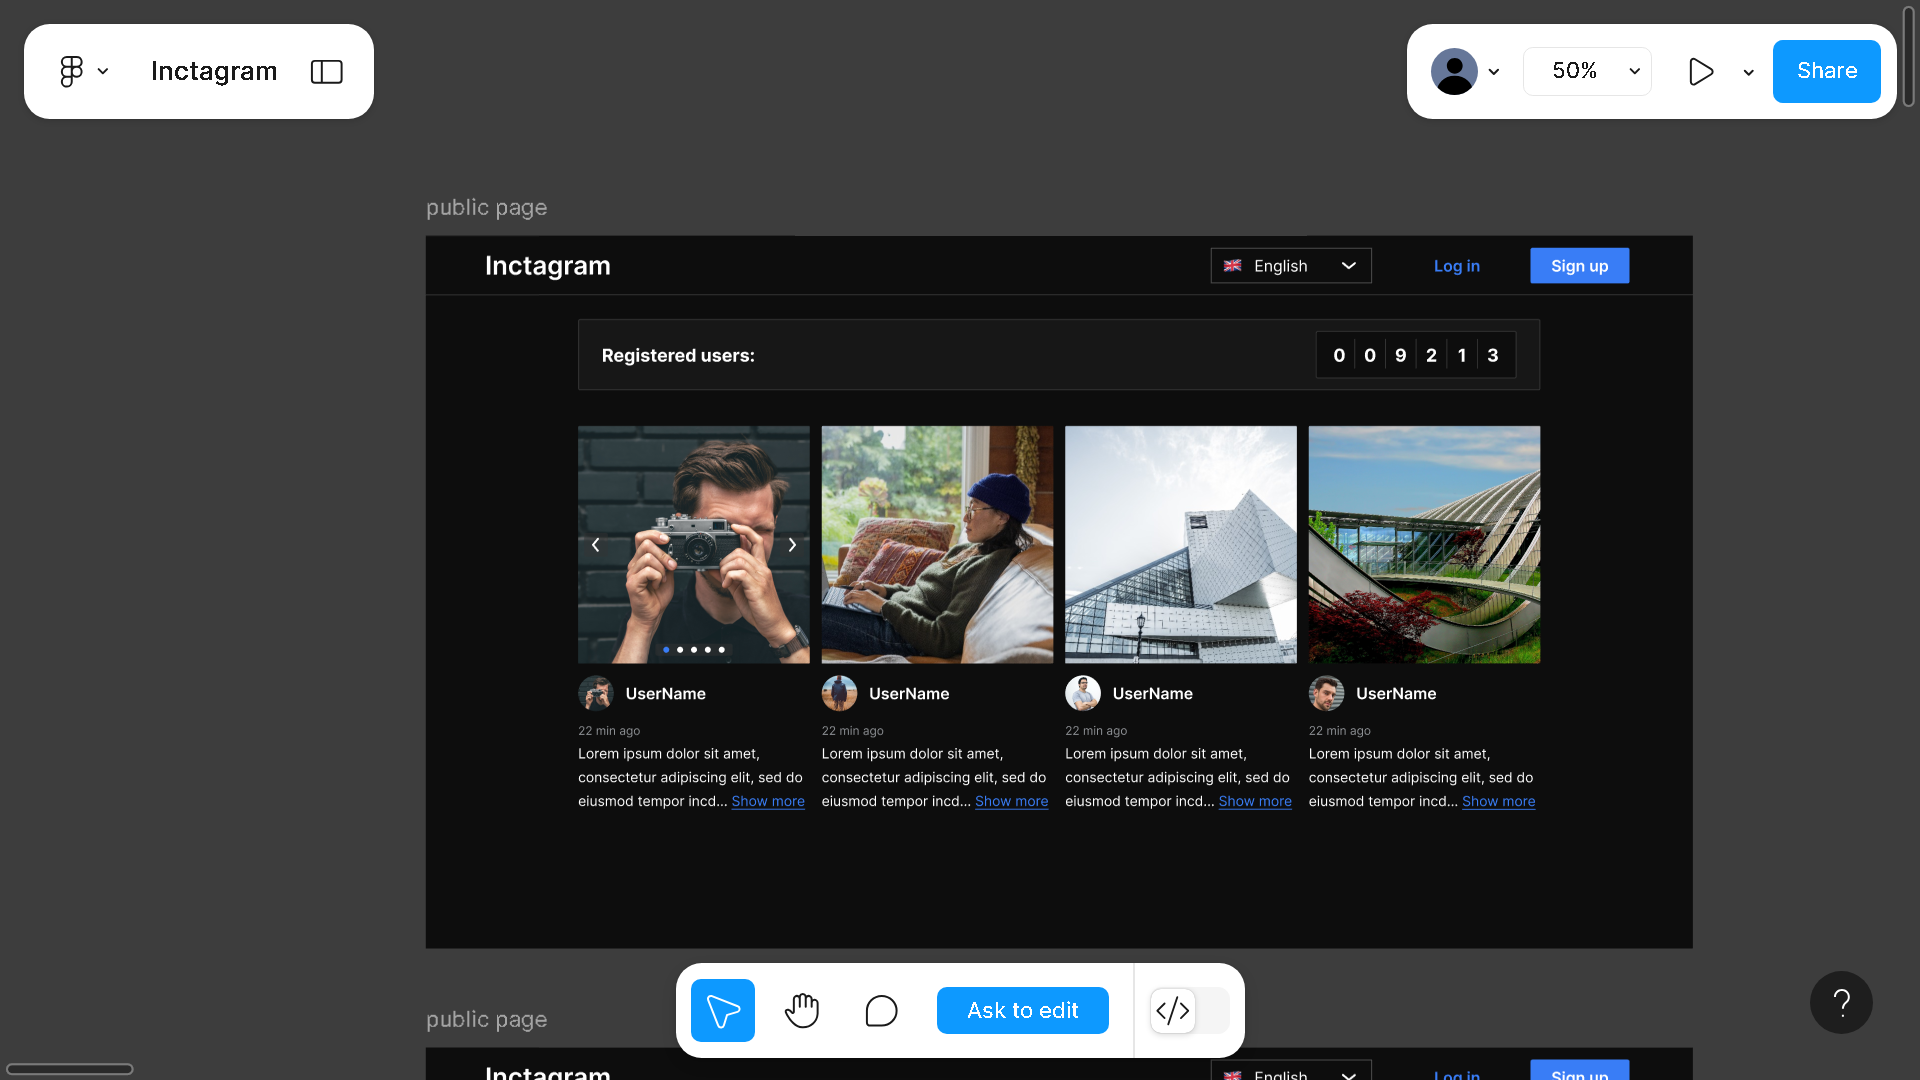 Inctagram
50%
Share
public page
Inctagram
English
Log in
Sign up
Registered users:
0 0 9 2 1 3
UserName
UserName
UserName
UserName
22 min ago
Lorem ipsum dolor sit amet,
consectetur adipiscing elit, sed do
eiusmod tempor incd... Show more
22 min ago
Lorem ipsum dolor sit amet,
consectetur adipiscing elit, sed do
eiusmod tempor incd... Show more
22 min ago
Lorem ipsum dolor sit amet,
consectetur adipiscing elit, sed do
eiusmod tempor incd... Show more
22 min ago
Lorem ipsum dolor sit amet,
consectetur adipiscing elit, sed do
eiusmod tempor incd... Show more
Ask to edit
public page
Inctagram
English
Log in
Sign up